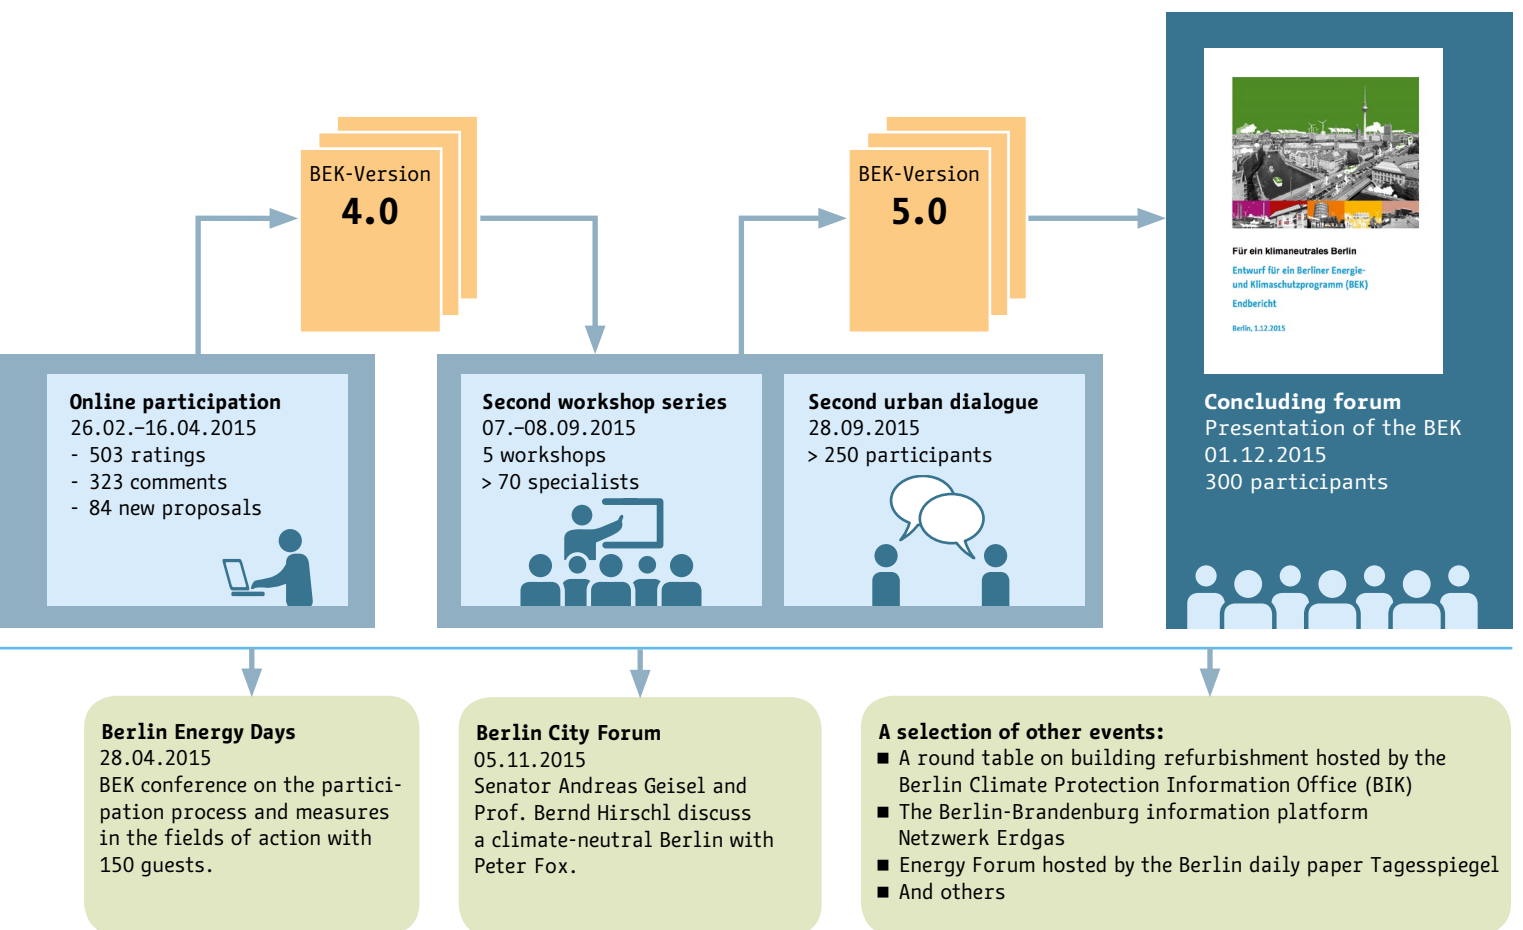 BEK-Version
4.0
BEK-Version
5.0
Für ein klimaneutrales Berlin
Entwurf für ein Berliner Energie-
und Klimaschutzprogramm (BEK)
Endbericht
Berlin, 1.12.2015
Online participation
26.02.–16.04.2015
- 503 ratings
- 323 comments
- 84 new proposals
Second workshop series
07.–08.09.2015
5 workshops
> 70 specialists
Second urban dialogue
28.09.2015
> 250 participants
Concluding forum
Presentation of the BEK
01.12.2015
300 participants
Berlin Energy Days
28.04.2015
BEK conference on the partici-
pation process and measures
in the fields of action with
150 guests.
Berlin City Forum
05.11.2015
Senator Andreas Geisel and
Prof. Bernd Hirschl discuss
a climate-neutral Berlin with
Peter Fox.
A selection of other events:
■ A round table on building refurbishment hosted by the
Berlin Climate Protection Information Office (BIK)
■ The Berlin-Brandenburg information platform
Netzwerk Erdgas
■ Energy Forum hosted by the Berlin daily paper Tagesspiegel
■ And others